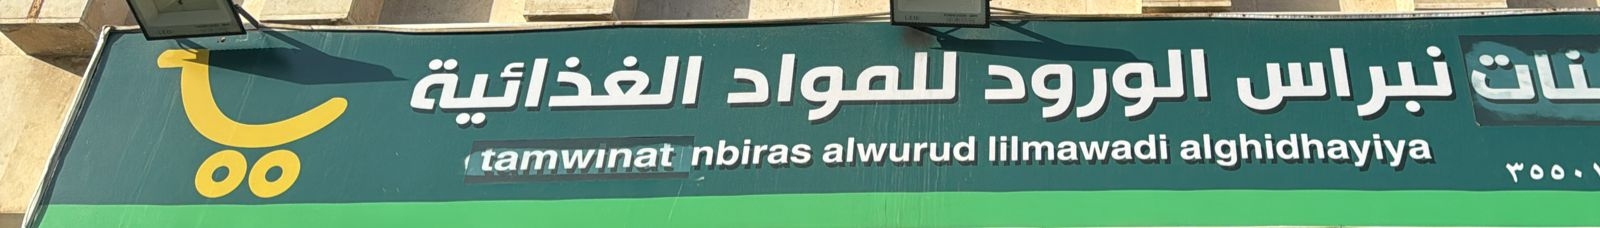 نبراس الورود للمواد الغذائية
tamwinat nbiras alwurud lilmawadi alghidhayiya